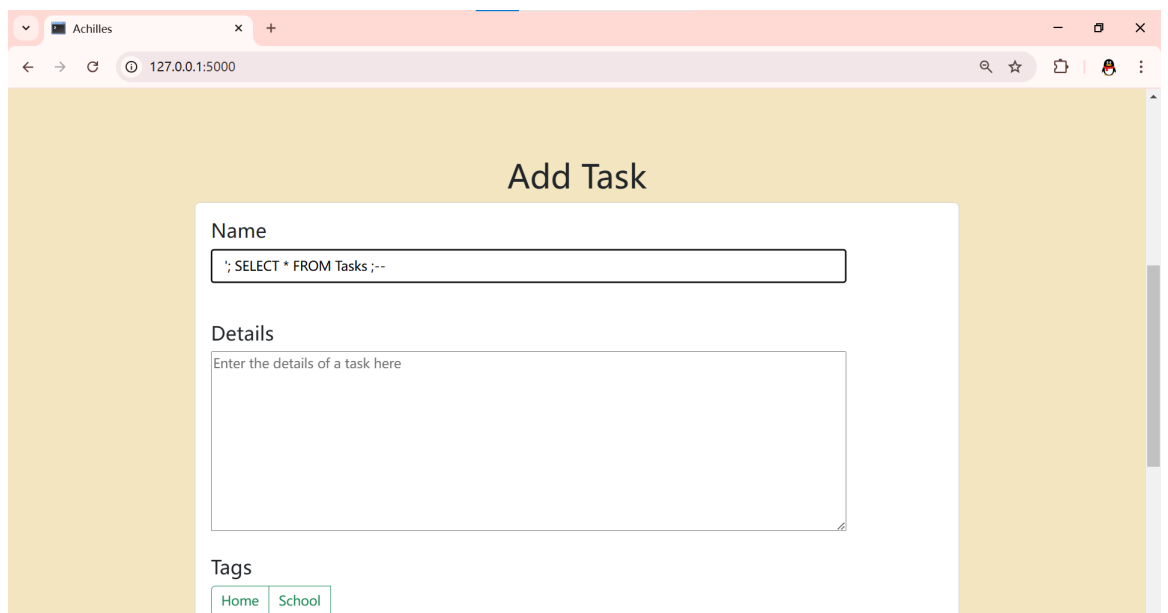 Achilles
127.0.0.1:5000
Add Task
Name
'; SELECT * FROM Tasks ;--
Details
Enter the details of a task here
Tags
Home School